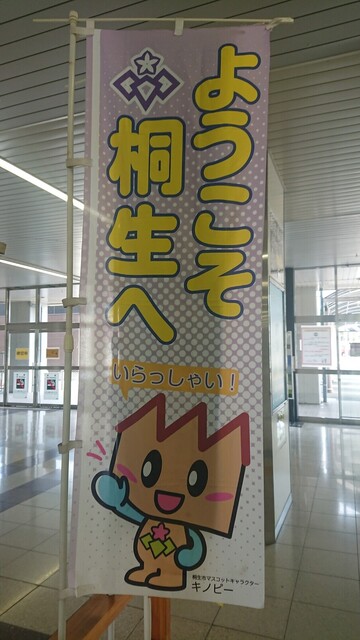 ようこそ
桐生へ
いらっしゃい！
桐生市マスコットキャラクター
キノピー